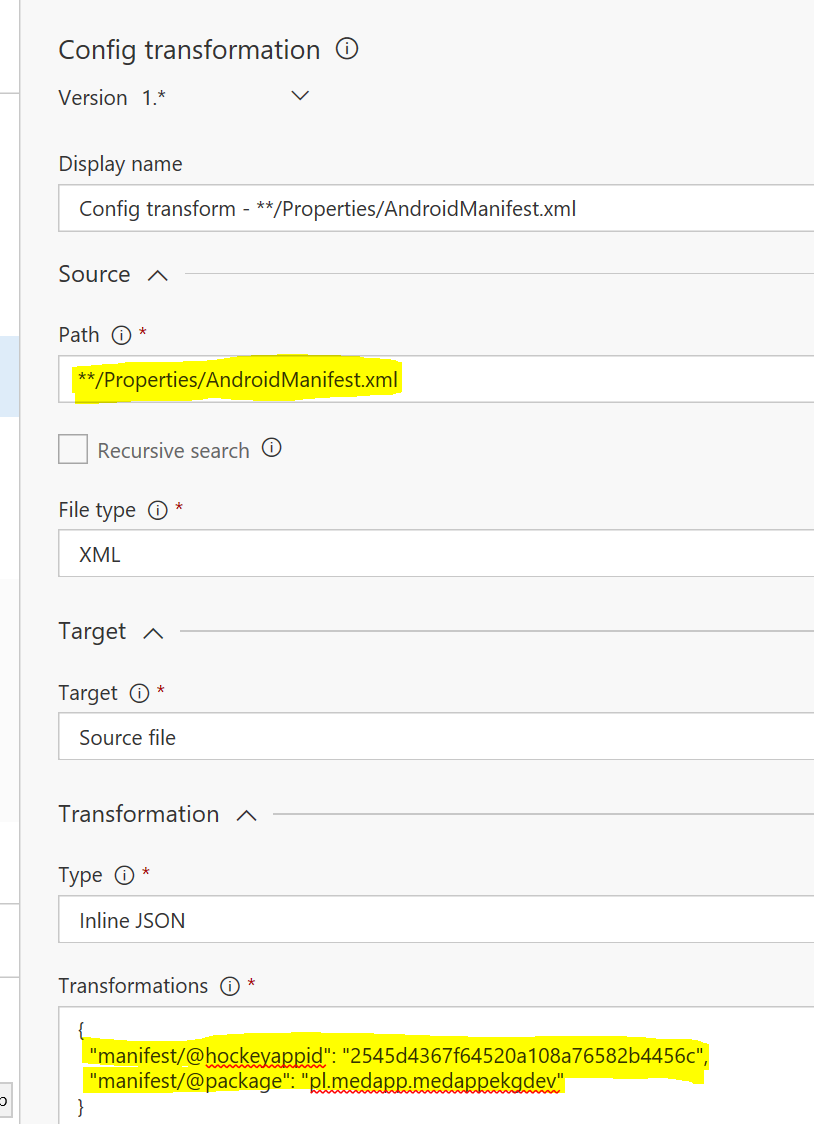 Config transformation
Version 1.*
Display name
Config transform - **/Properties/AndroidManifest.xml
Source
Path *
**/Properties/AndroidManifest.xml
Recursive search
File type *
XML
Target
Target *
Source file
Transformation
Type *
Inline JSON
Transformations *
{
"manifest/@hockeyappid": "2545d4367f64520a108a76582b4456c",
"manifest/@package": "pl.medapp.medappekgdev"
}